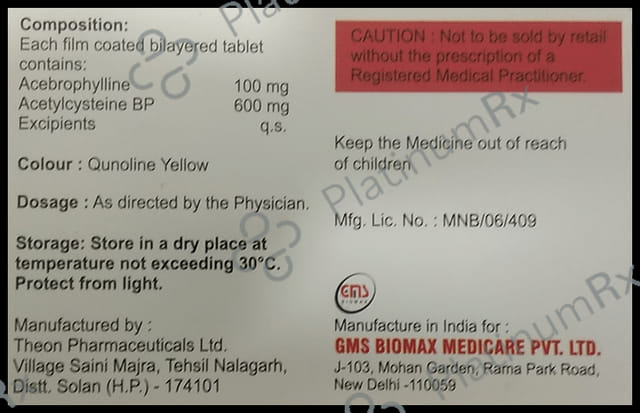 Composition:
Each film coated bilayered tablet
contains:
Acebrophylline 100 mg
Acetylcysteine BP 600 mg
Excipients q.s.
Colour : Qunoline Yellow
Dosage : As directed by the Physician.
Storage: Store in a dry place at
temperature not exceeding 30°C.
Protect from light.
Manufactured by :
Theon Pharmaceuticals Ltd.
Village Saini Majra, Tehsil Nalagarh,
Distt. Solan (H.P.) - 174101
CAUTION : Not to be sold by retail
without the prescription of a
Registered Medical Practitioner.
Keep the Medicine out of reach
of children
Mfg. Lic. No. : MNB/06/409
GMS
BIOMAX
Manufacture in India for :
GMS BIOMAX MEDICARE PVT. LTD.
J-103, Mohan Garden, Rama Park Road,
New Delhi -110059
PlatinumRx
PlatinumRx
PlatinumRx